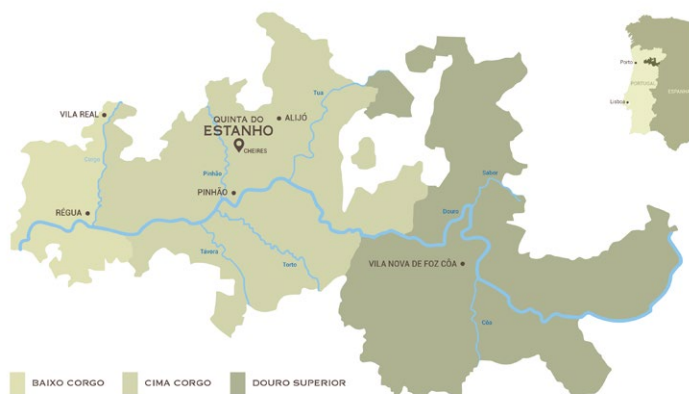 Porto
PORTUGAL
ESPANHA
Lisboa
Tua
VILA REAL
QUINTA DO
ESTANHO
ALIJÓ
CHEIRES
Corgo
Pinhão
PINHÃO
Sabor
RÉGUA
Douro
Távora
Torto
VILA NOVA DE FOZ CÔA
Côa
BAIXO CORGO
CIMA CORGO
DOURO SUPERIOR